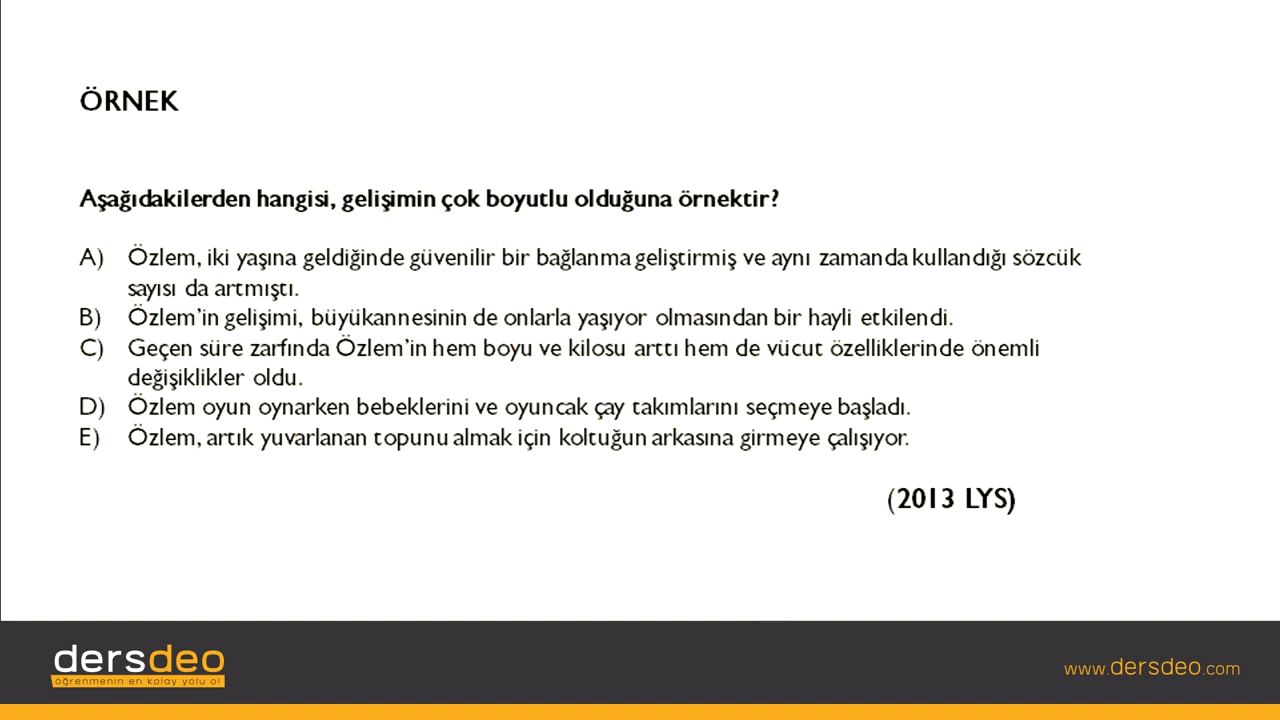 ÖRNEK
Aşağıdakilerden hangisi, gelişimin çok boyutlu olduğuna örnektir?
A) Özlem, iki yaşına geldiğinde güvenilir bir bağlanma geliştirmiş ve aynı zamanda kullandığı sözcük
sayısı da artmıştı.
B) Özlem’in gelişimi, büyükannesinin de onlarla yaşıyor olmasından bir hayli etkilendi.
C) Geçen süre zarfında Özlem’in hem boyu ve kilosu arttı hem de vücut özelliklerinde önemli
değişiklikler oldu.
D) Özlem oyun oynarken bebeklerini ve oyuncak çay takımlarını seçmeye başladı.
E) Özlem, artık yuvarlanan topunu almak için koltuğun arkasına girmeye çalışıyor.
(2013 LYS)
dersdeo
öğrenmenin en kolay yolu o!
www.dersdeo.com